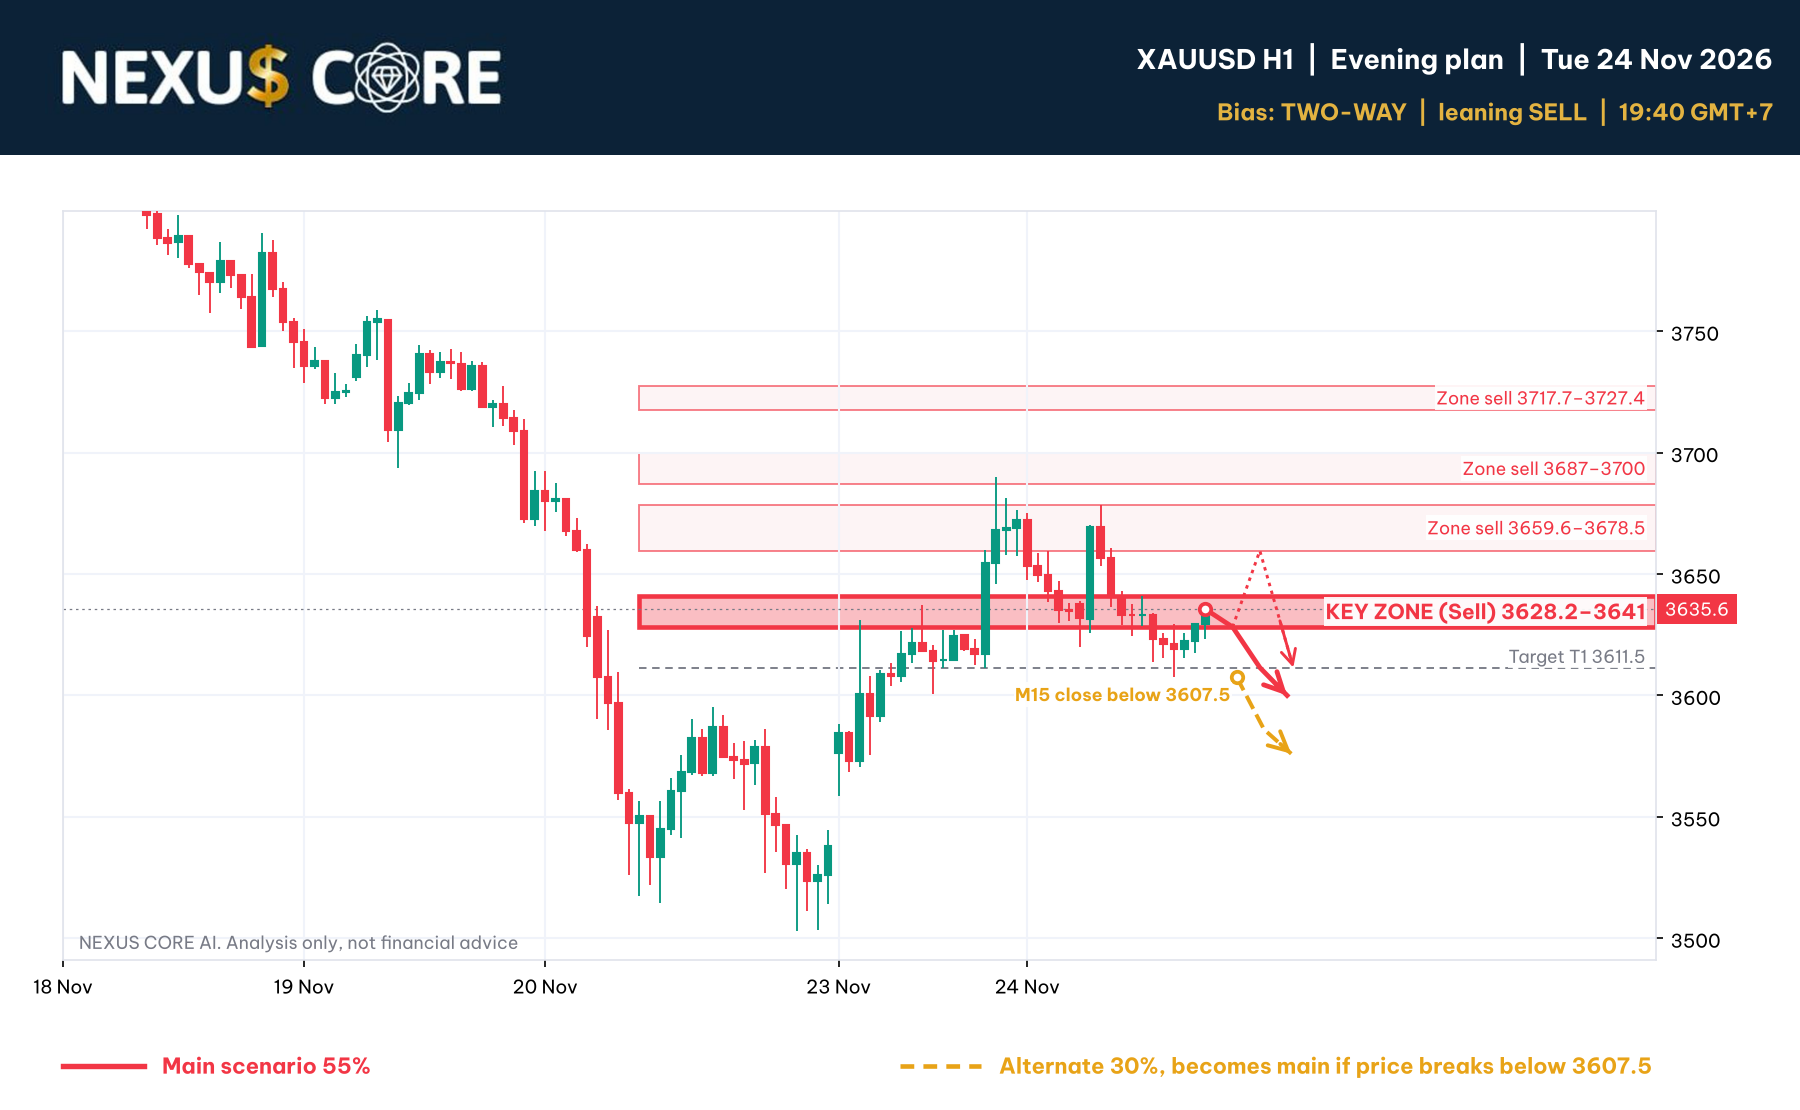 NEXU$ CORE
XAUUSD H1 | Evening plan | Tue 24 Nov 2026
Bias: TWO-WAY | leaning SELL | 19:40 GMT+7
3750
Zone sell 3717.7–3727.4
3700
Zone sell 3687–3700
Zone sell 3659.6–3678.5
3650
KEY ZONE (Sell) 3628.2–3641
3635.6
Target T1 3611.5
M15 close below 3607.5
3600
3550
3500
NEXUS CORE AI. Analysis only, not financial advice
18 Nov
19 Nov
20 Nov
23 Nov
24 Nov
Main scenario 55%
Alternate 30%, becomes main if price breaks below 3607.5